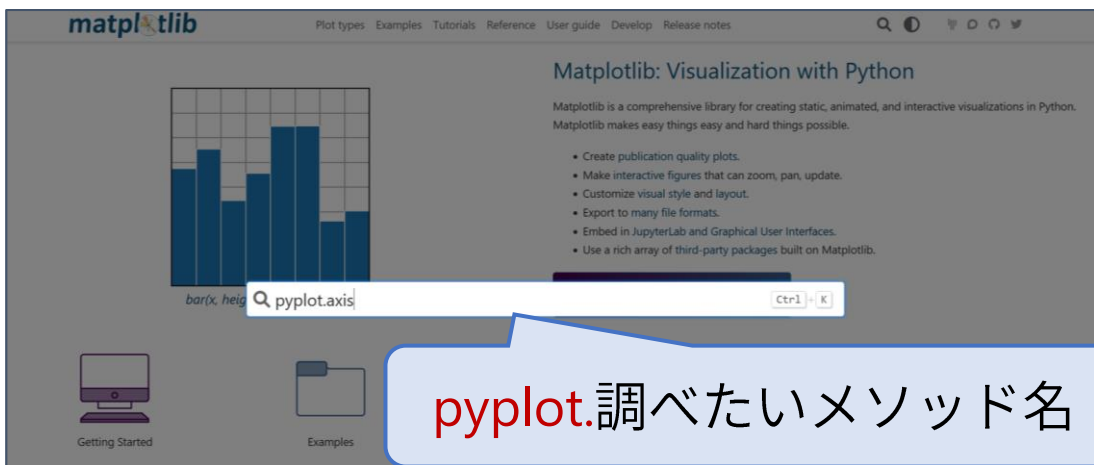 matplotlib
Plot types Examples Tutorials Reference User guide Develop Release notes
Matplotlib: Visualization with Python
Matplotlib is a comprehensive library for creating static, animated, and interactive visualizations in Python.
Matplotlib makes easy things easy and hard things possible.
• Create publication quality plots.
• Make interactive figures that can zoom, pan, update.
• Customize visual style and layout.
• Export to many file formats.
• Embed in JupyterLab and Graphical User Interfaces.
• Use a rich array of third-party packages built on Matplotlib.
bar(x, heig
pyplot.axis
Ctrl + K
pyplot.調べたいメソッド名
Getting Started
Examples